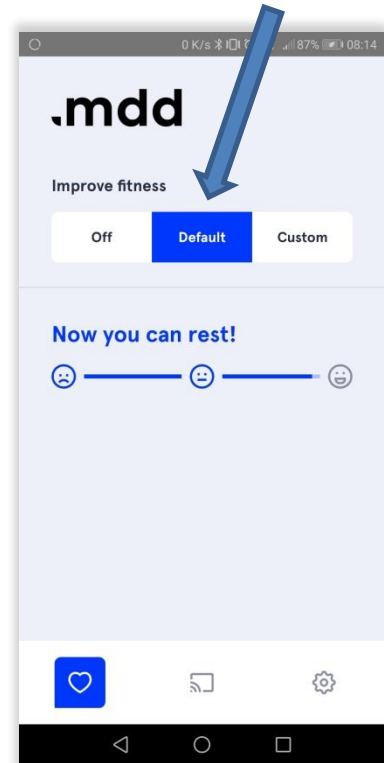 0 K/s 87% 08:14
.mdd
Improve fitness
Off Default Custom
Now you can rest!